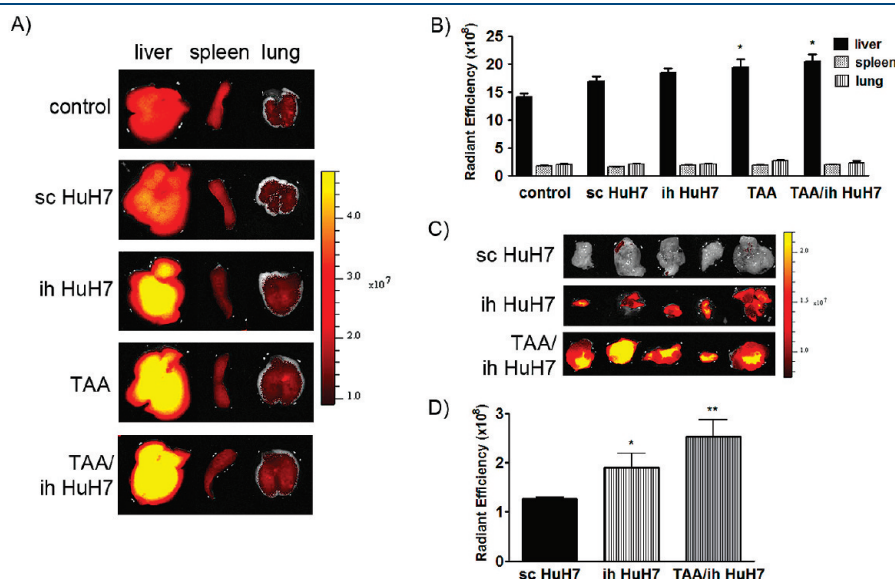 A)
liver spleen lung
control
sc HuH7
ih HuH7
TAA
TAA/
ih HuH7
4.0
3.0
x10⁷
2.0
1.0
B)
Radiant Efficiency (x10⁸)
25
20
15
10
5
0
* *
liver
spleen
lung
control sc HuH7 ih HuH7 TAA TAA/ih HuH7
C)
sc HuH7
ih HuH7
TAA/
ih HuH7
2.0
1.5 x10⁷
1.0
D)
Radiant Efficiency (x10⁸)
3
2
1
0
* **
sc HuH7 ih HuH7 TAA/ih HuH7